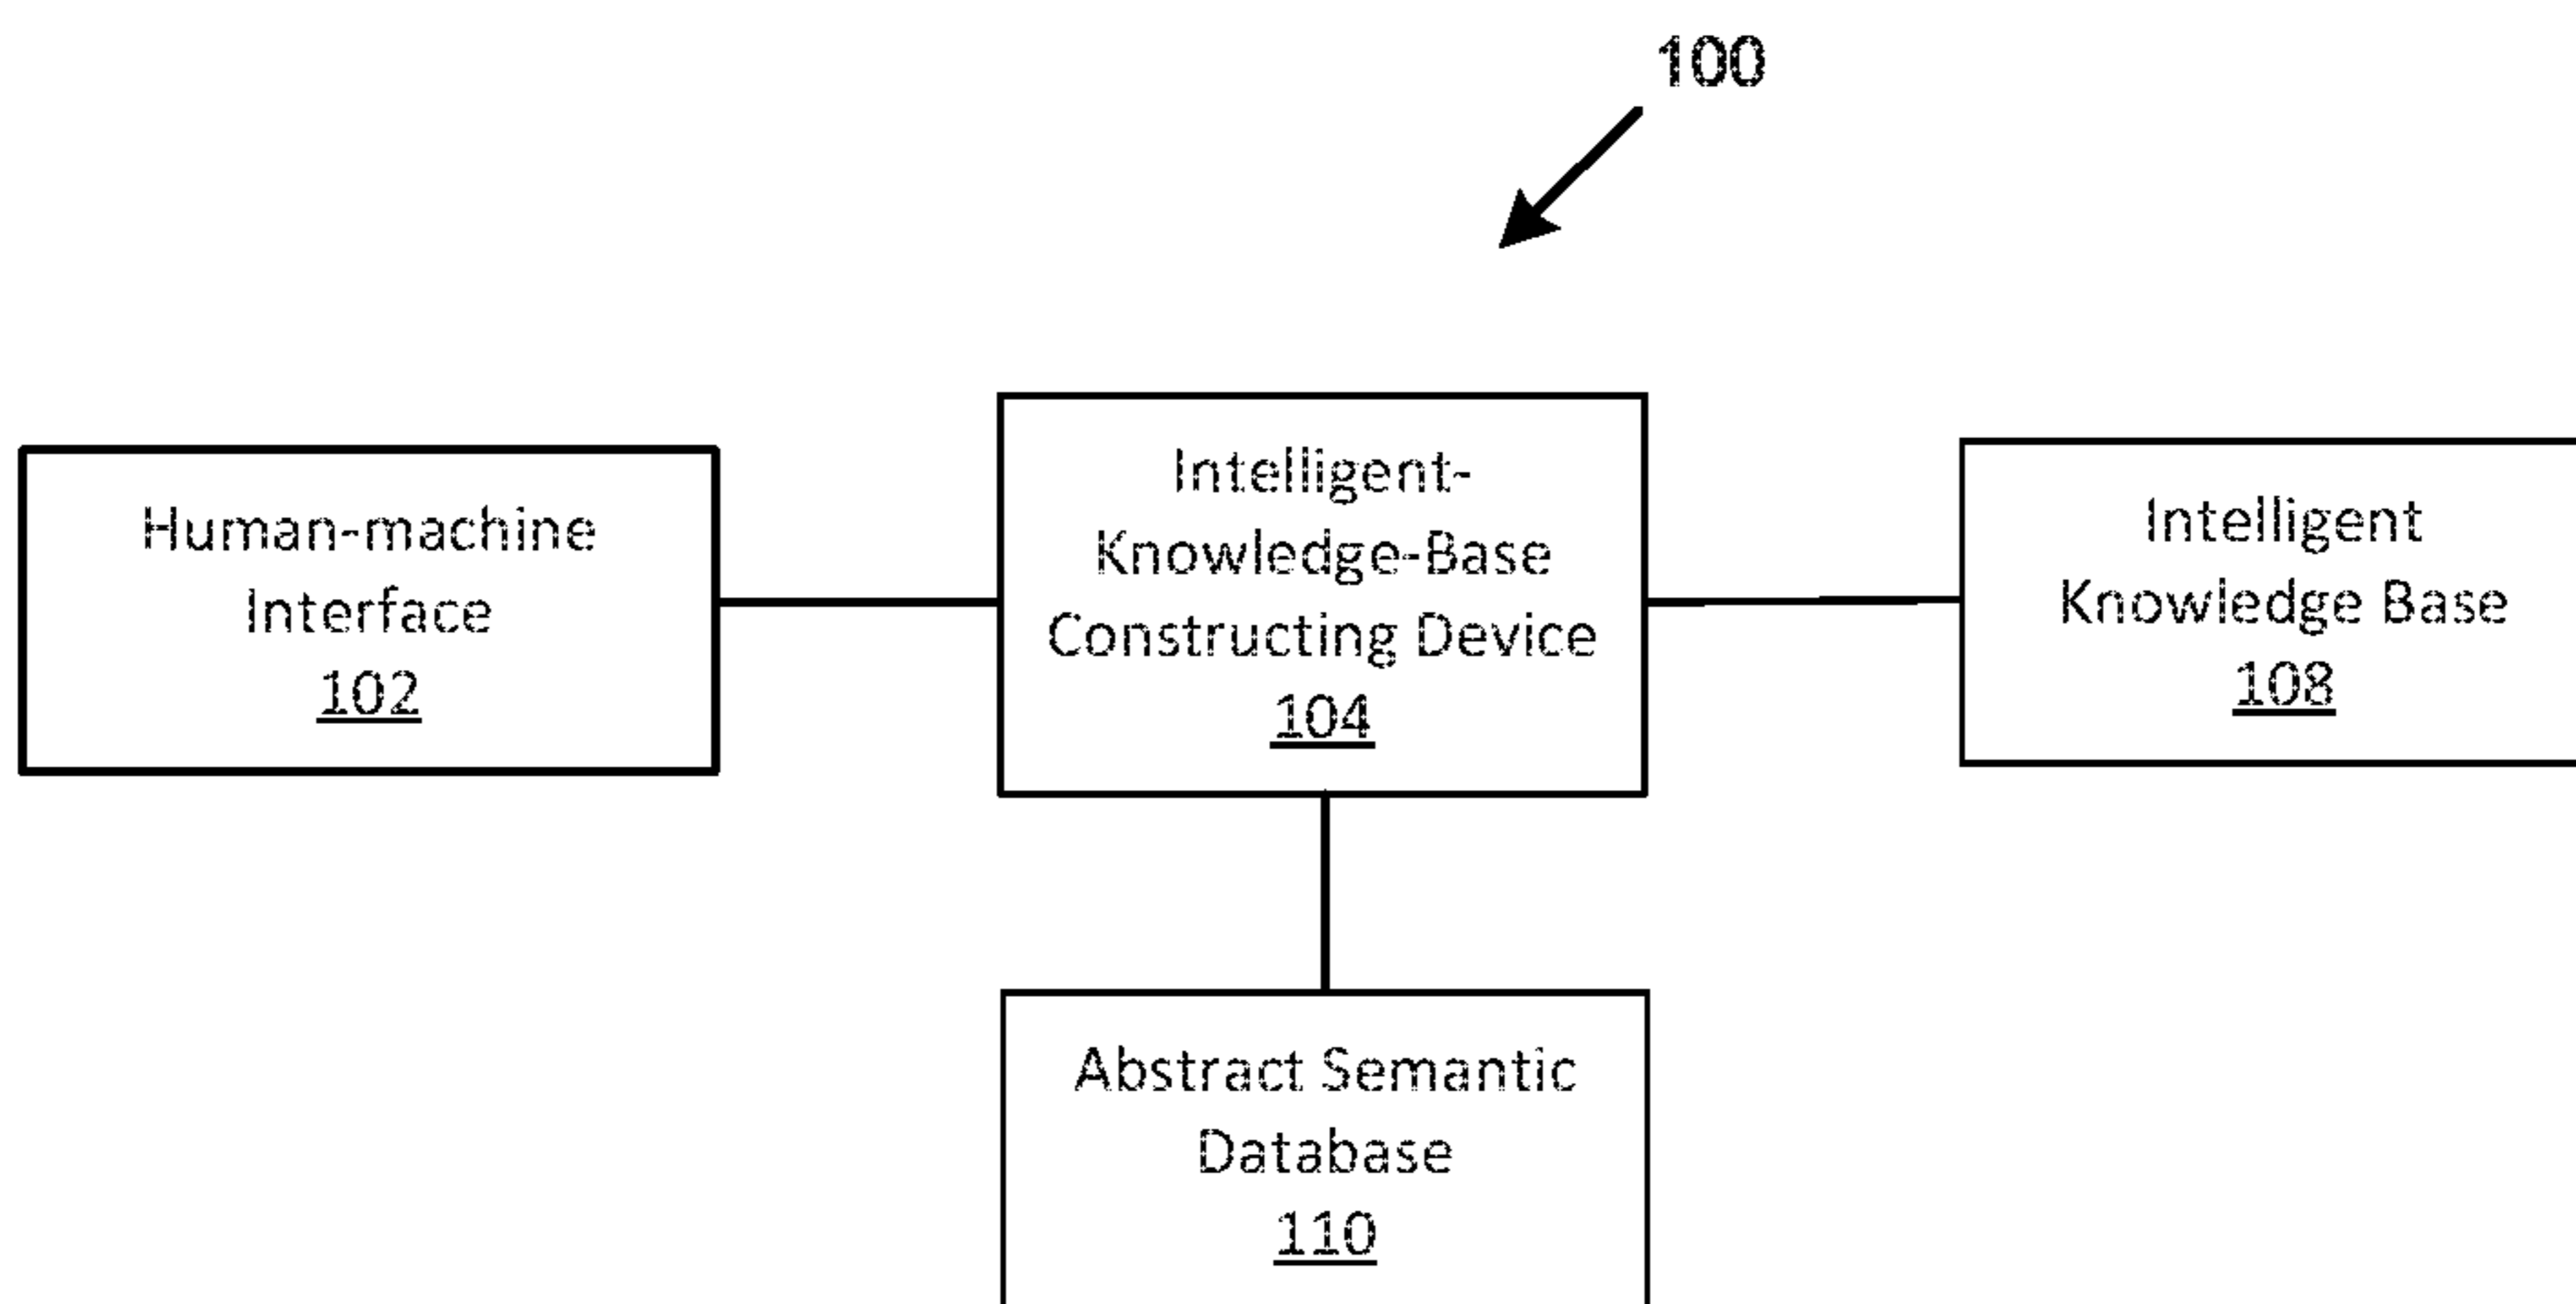 100
Human-machine
Interface
102
Intelligent-
Knowledge-Base
Constructing Device
104
Intelligent
Knowledge Base
108
Abstract Semantic
Database
110